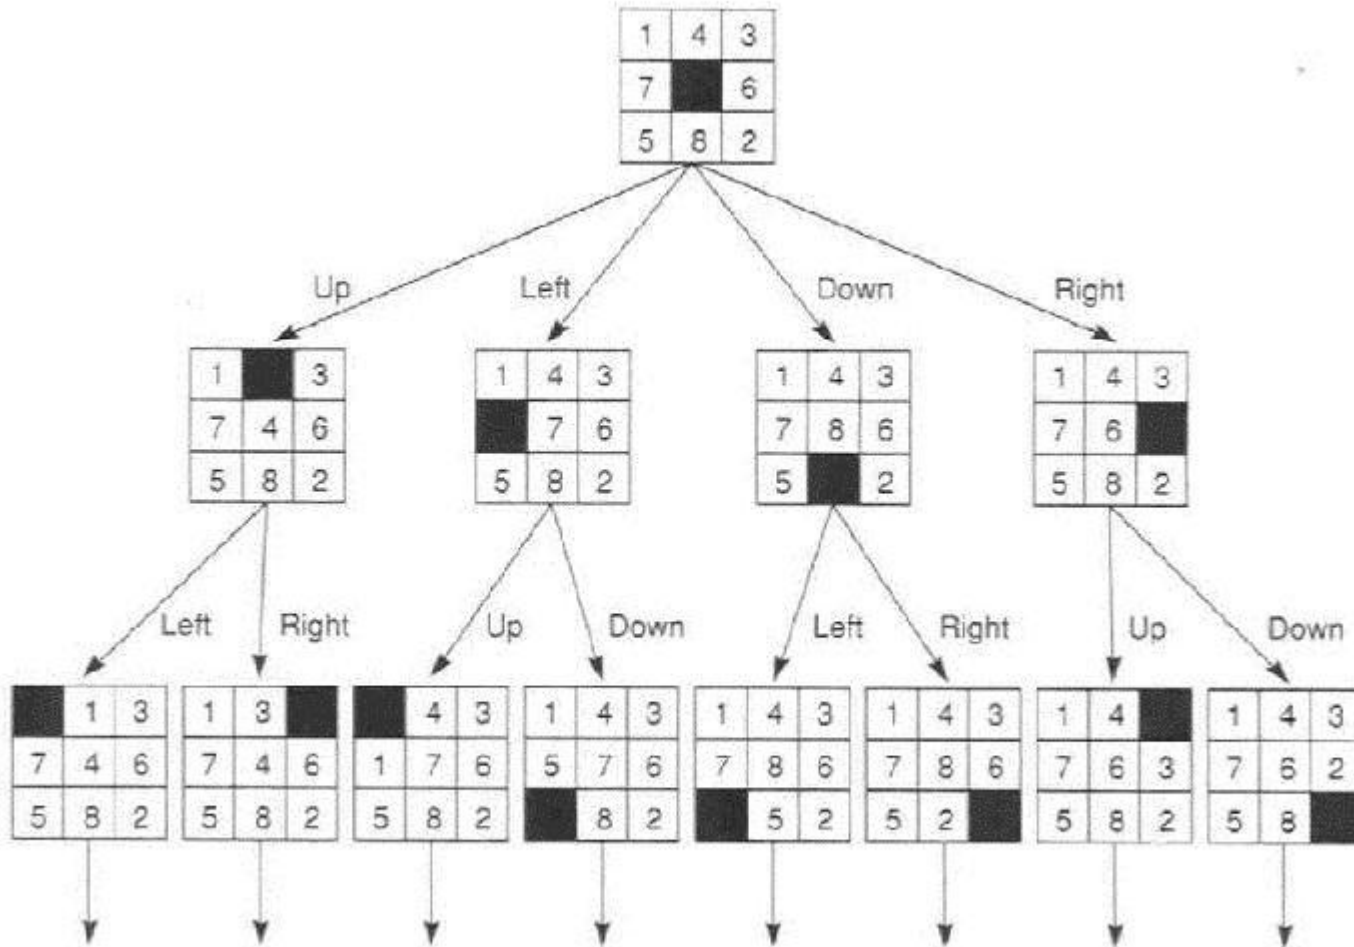 1 4 3
7 6
5 8 2
Up Left Down Right
1 3 1 4 3 1 4 3 1 4 3
7 4 6 7 6 7 8 6 7 6
5 8 2 5 8 2 5 2 5 8 2
Left Right Up Down Left Right Up Down
1 3 1 3 4 3 1 4 3 1 4 3 1 4 3 1 4 1 4 3
7 4 6 7 4 6 1 7 6 5 7 6 7 8 6 7 8 6 7 6 3 7 6 2
5 8 2 5 8 2 5 8 2 8 2 5 2 5 2 5 8 2 5 8